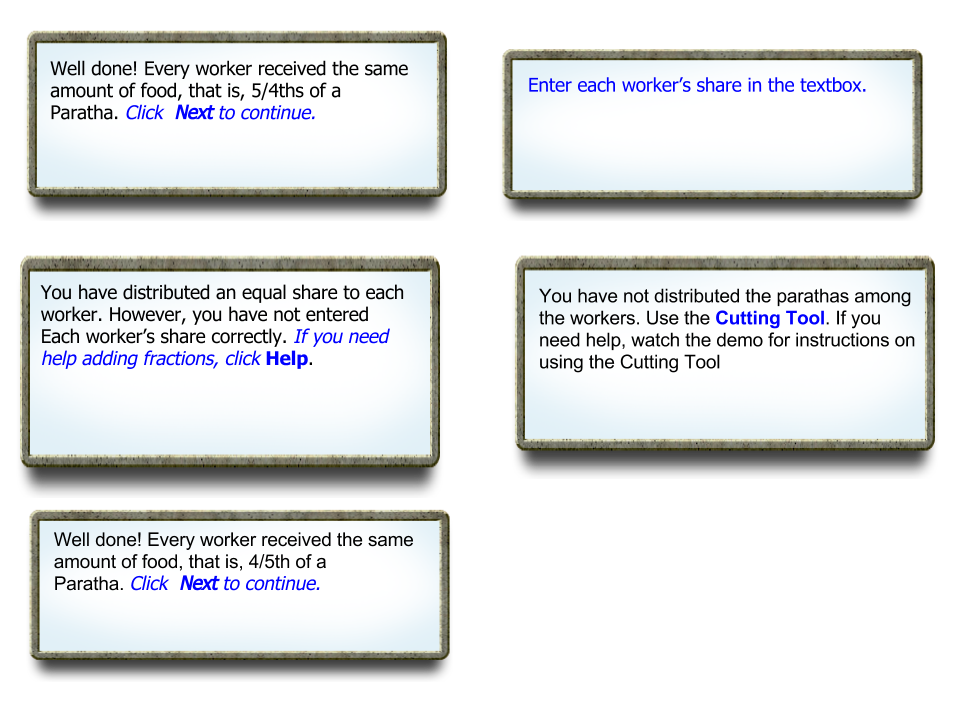 Well done! Every worker received the same
amount of food, that is, 5/4ths of a
Paratha. Click  Next to continue.
Enter each worker’s share in the textbox.
You have distributed an equal share to each
worker. However, you have not entered
Each worker’s share correctly. If you need
help adding fractions, click Help.
You have not distributed the parathas among
the workers. Use the Cutting Tool. If you
need help, watch the demo for instructions on
using the Cutting Tool
Well done! Every worker received the same
amount of food, that is, 4/5th of a
Paratha. Click  Next to continue.